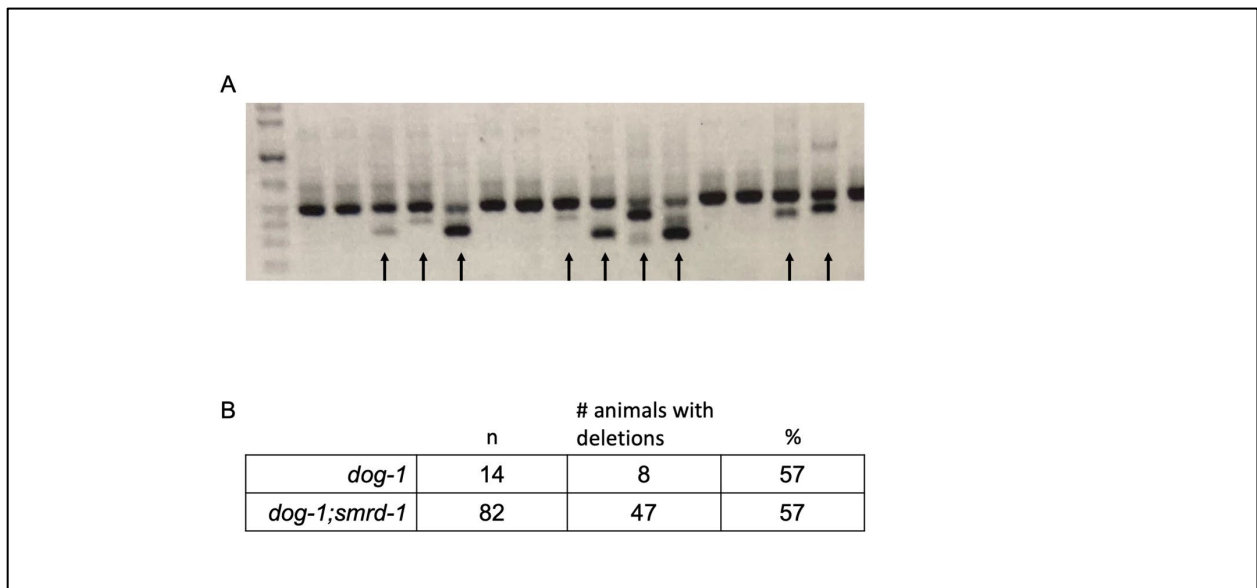 A
B
# animals with
n deletions %
dog-1 14 8 57
dog-1;smrd-1 82 47 57